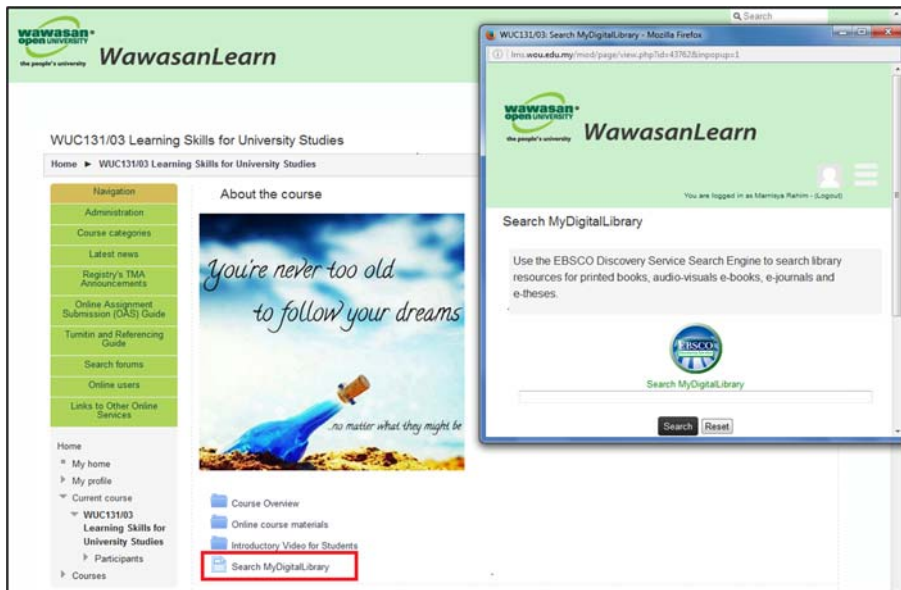 Search
wawasan
open UNIVERSITY
the people's university
WawasanLearn
WUC131/03 Learning Skills for University Studies
Home ► WUC131/03 Learning Skills for University Studies
Navigation
Administration
Course categories
Latest news
Registry's TMA
Announcements
Online Assignment
Submission (OAS) Guide
Turnitin and Referencing
Guide
Search forums
Online users
Links to Other Online
Services
Home
My home
My profile
Current course
WUC131/03
Learning Skills for
University Studies
Participants
Courses
About the course
You're never too old
to follow your dreams
...no matter what they might be
Course Overview
Online course materials
Introductory Video for Students
Search MyDigitalLibrary
WUC131/03: Search MyDigitalLibrary - Mozilla Firefox
lms.wou.edu.my/mod/page/view.php?id=43762&inpopup=1
wawasan
open UNIVERSITY
the people's university
WawasanLearn
You are logged in as Marnisya Rahim - (Logout)
Search MyDigitalLibrary
Use the EBSCO Discovery Service Search Engine to search library
resources for printed books, audio-visuals e-books, e-journals and
e-theses.
EBSCO
Search MyDigitalLibrary
Search Reset